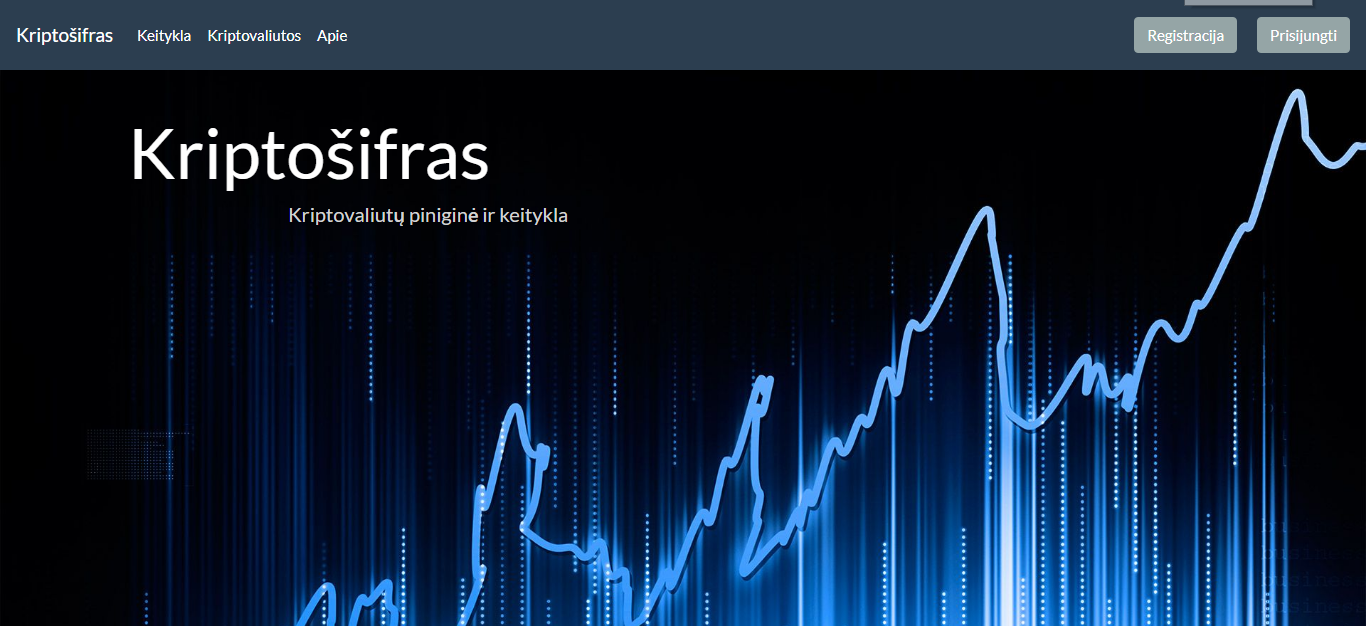 Kriptošifras Keitykla Kriptovaliutos Apie Registracija Prisijungti
Kriptošifras
Kriptovaliutų piniginė ir keitykla